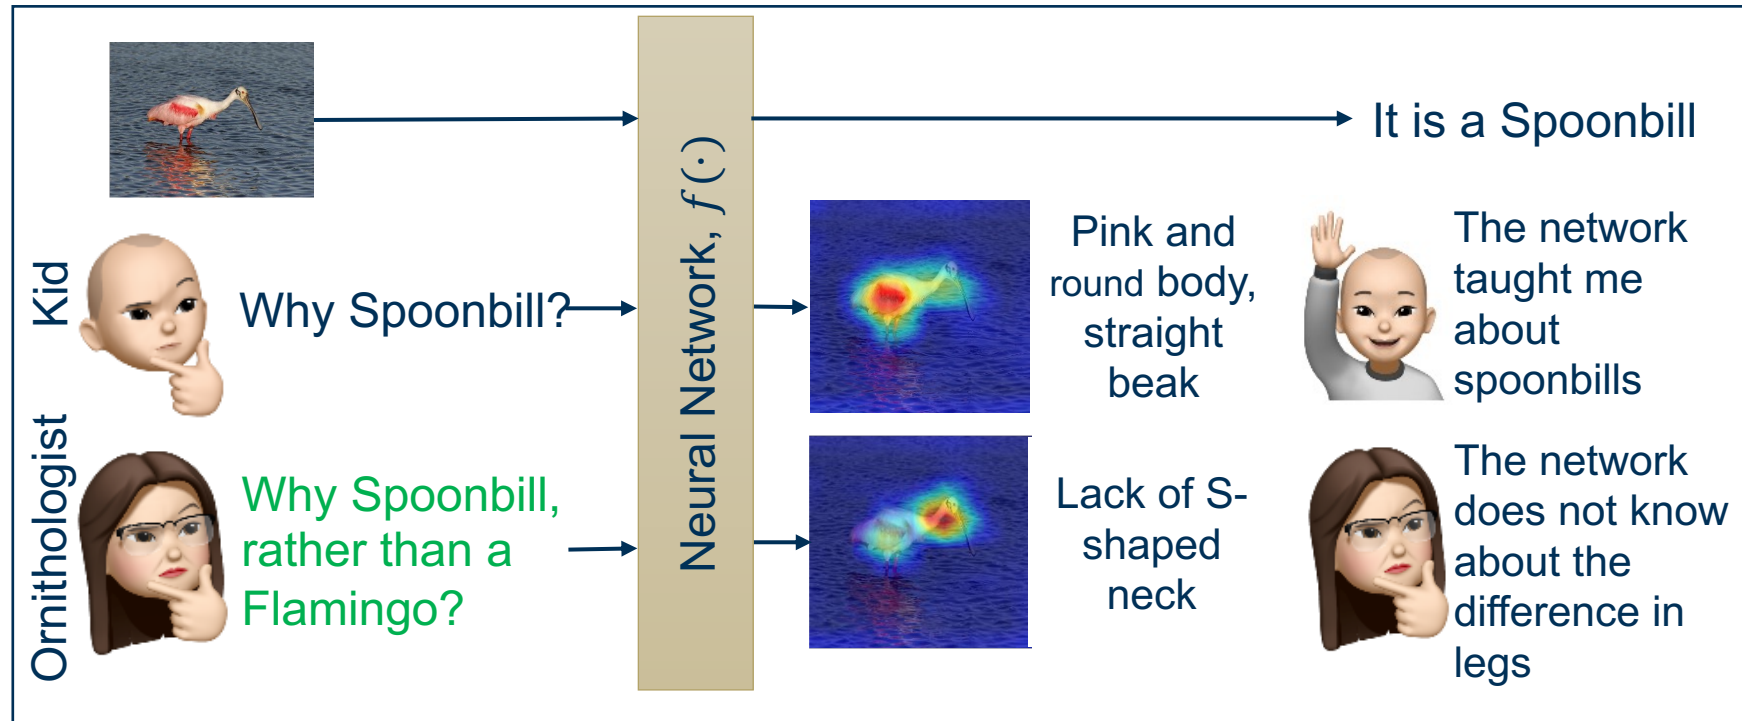 It is a Spoonbill
Neural Network, f(·)
Kid
Why Spoonbill?
Pink and
round body,
straight
beak
The network
taught me
about
spoonbills
Ornithologist
Why Spoonbill,
rather than a
Flamingo?
Lack of S-
shaped
neck
The network
does not know
about the
difference in
legs